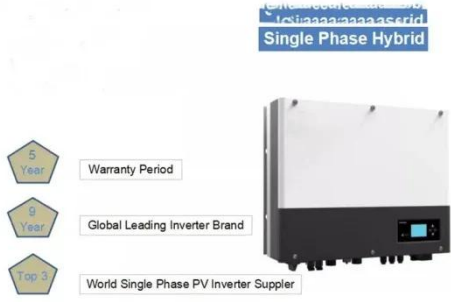 Single Phase Hybrid
5
Year
Warranty Period
9
Year
Global Leading Inverter Brand
Top 3
World Single Phase PV Inverter Suppler